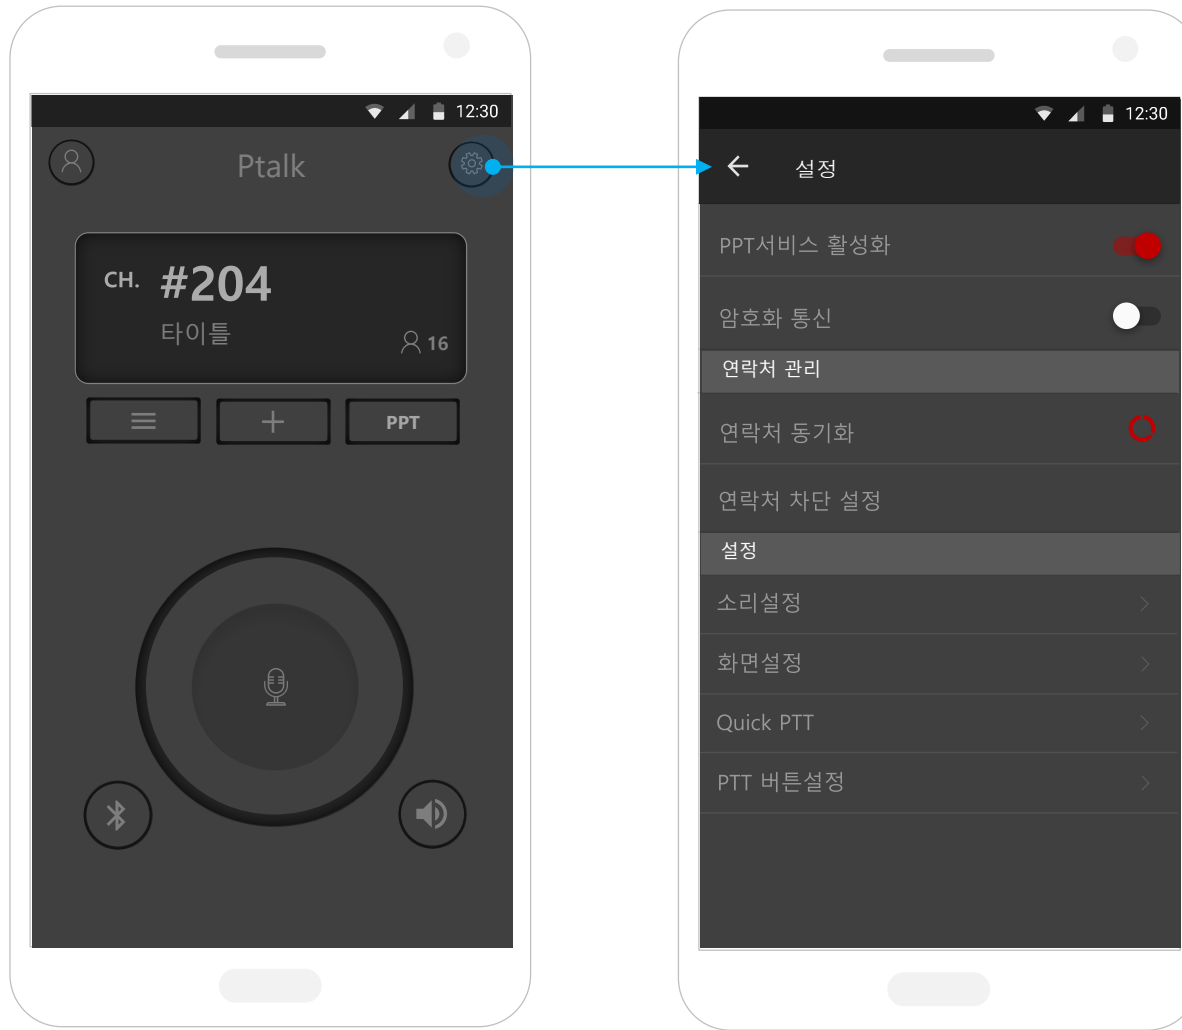 12:30
Ptalk
CH. #204
타이틀
16
PPT
12:30
설정
PPT서비스 활성화
암호화 통신
연락처 관리
연락처 동기화
연락처 차단 설정
설정
소리설정
화면설정
Quick PTT
PTT 버튼설정